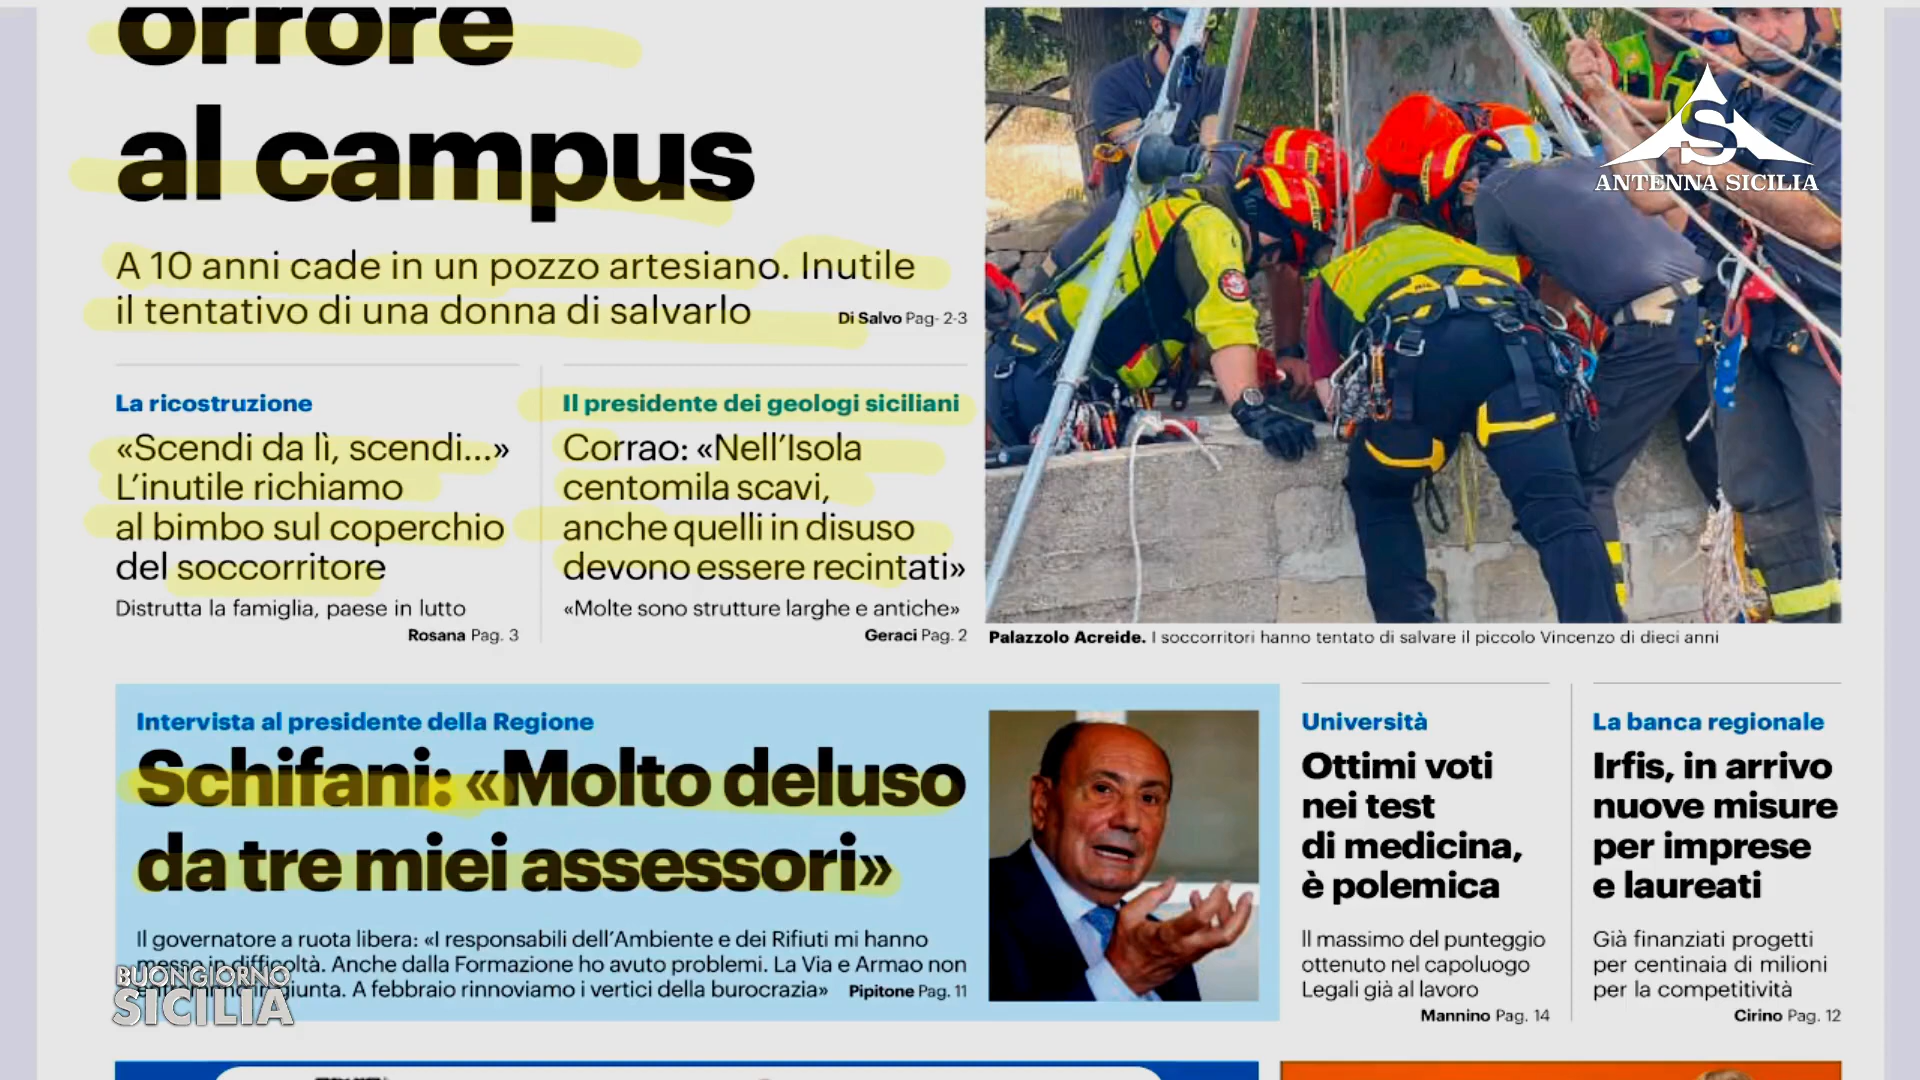 orrore
al campus
A 10 anni cade in un pozzo artesiano. Inutile
il tentativo di una donna di salvarlo
Di Salvo Pag- 2-3
La ricostruzione
«Scendi da lì, scendi...»
L'inutile richiamo
al bimbo sul coperchio
del soccorritore
Distrutta la famiglia, paese in lutto
Rosana Pag. 3
Il presidente dei geologi siciliani
Corrao: «Nell'Isola
centomila scavi,
anche quelli in disuso
devono essere recintati»
«Molte sono strutture larghe e antiche»
Geraci Pag. 2
S
ANTENNA SICILIA
Palazzolo Acreide. I soccorritori hanno tentato di salvare il piccolo Vincenzo di dieci anni
Intervista al presidente della Regione
Schifani: «Molto deluso
da tre miei assessori»
Il governatore a ruota libera: «I responsabili dell'Ambiente e dei Rifiuti mi hanno
messo in difficoltà. Anche dalla Formazione ho avuto problemi. La Via e Armao non
giunta. A febbraio rinnoviamo i vertici della burocrazia»
Pipitone Pag. 11
BUONGIORNO
SICILIA
Università
Ottimi voti
nei test
di medicina,
è polemica
Il massimo del punteggio
ottenuto nel capoluogo
Legali già al lavoro
Mannino Pag. 14
La banca regionale
Irfis, in arrivo
nuove misure
per imprese
e laureati
Già finanziati progetti
per centinaia di milioni
per la competitività
Cirino Pag. 12